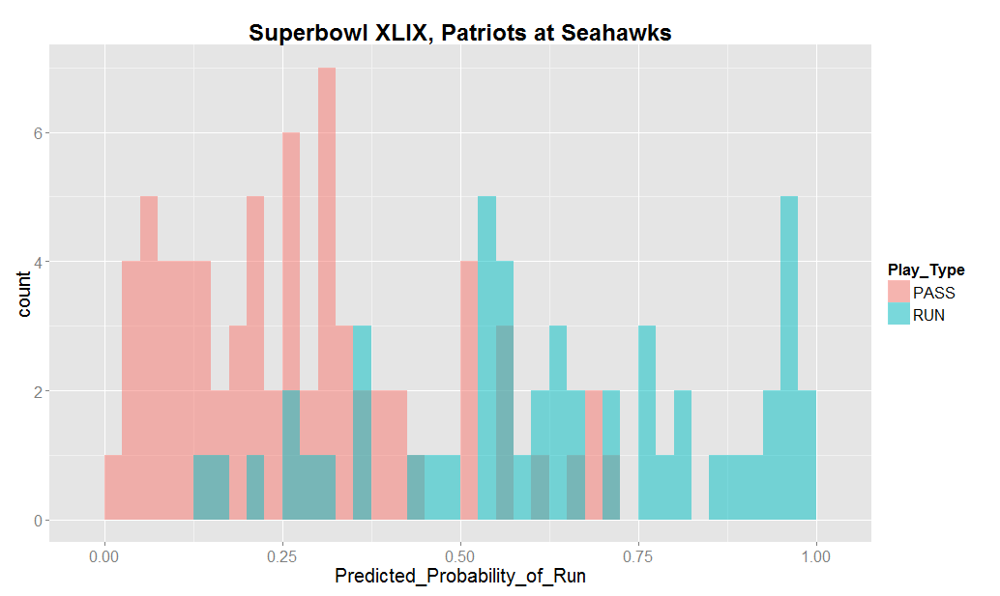 Superbowl XLIX, Patriots at Seahawks
count
6
4
2
0
0.00 0.25 0.50 0.75 1.00
Predicted_Probability_of_Run
Play_Type
PASS
RUN